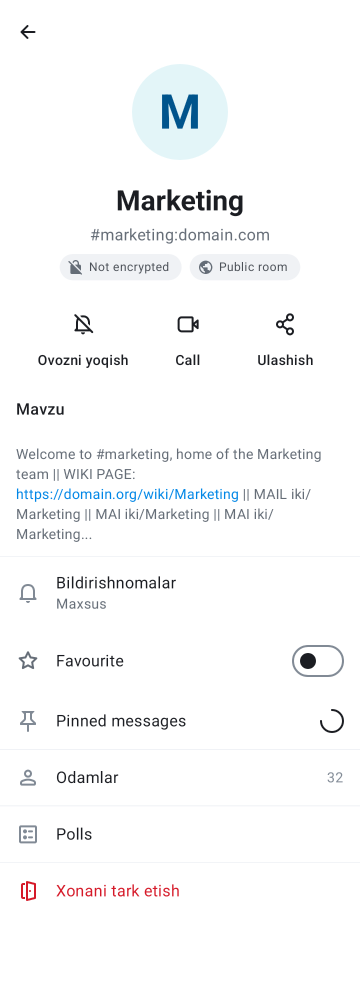 M
Marketing
#marketing:domain.com
Not encrypted
Public room
Ovozni yoqish
Call
Ulashish
Mavzu
Welcome to #marketing, home of the Marketing
team || WIKI PAGE:
https://domain.org/wiki/Marketing || MAIL iki/
Marketing || MAI iki/Marketing || MAI iki/
Marketing...
Bildirishnomalar
Maxsus
Favourite
Pinned messages
Odamlar
32
Polls
Xonani tark etish